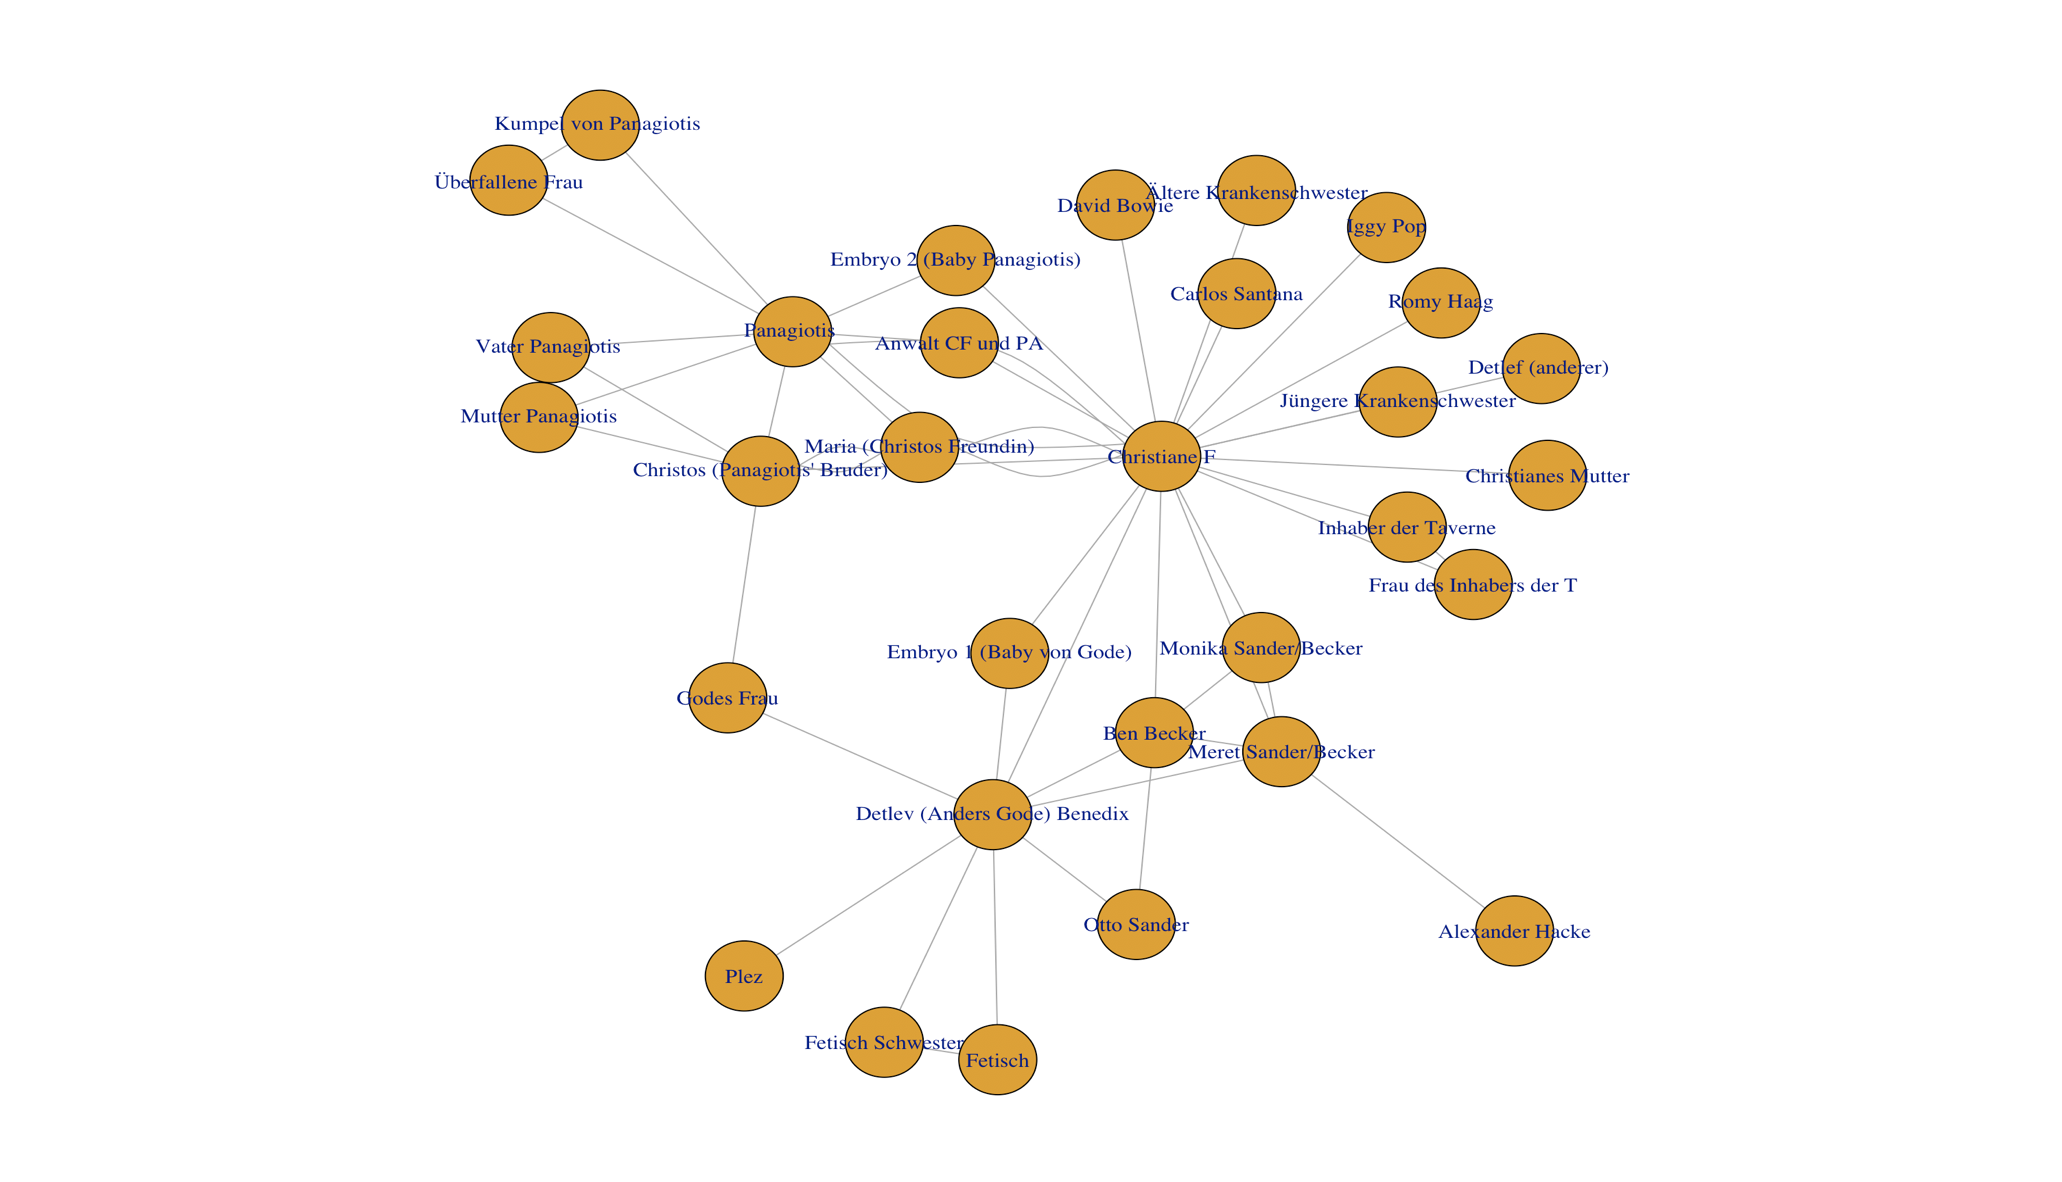 Kumpel von Panagiotis
Überfallene Frau
David Bowie
Ältere Krankenschwester
Iggy Pop
Embryo 2 (Baby Panagiotis)
Carlos Santana
Romy Haag
Panagiotis
Vater Panagiotis
Anwalt CF und PA
Detlef (anderer)
Jüngere Krankenschwester
Mutter Panagiotis
Maria (Christos Freundin)
Christiane F
Christos (Panagiotis' Bruder)
Christianes Mutter
Inhaber der Taverne
Frau des Inhabers der T
Embryo 1 (Baby von Gode)
Monika Sander/Becker
Godes Frau
Ben Becker
Meret Sander/Becker
Detlev (Anders Gode) Benedix
Otto Sander
Alexander Hacke
Plez
Fetisch Schwester
Fetisch